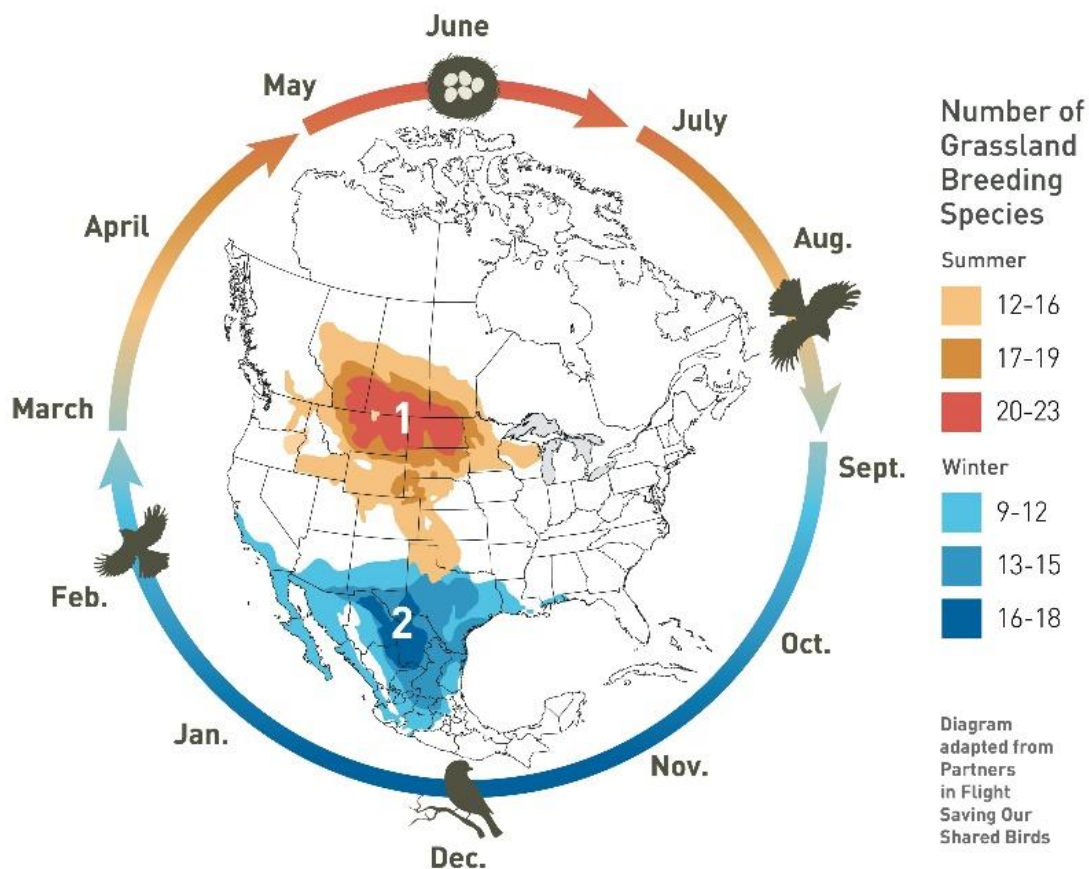 June
May
July
April
Aug.
March
Sept.
Feb.
Oct.
Jan.
Nov.
Dec.
1
2
Number of
Grassland
Breeding
Species
Summer
12-16
17-19
20-23
Winter
9-12
13-15
16-18
Diagram
adapted from
Partners
in Flight
Saving Our
Shared Birds